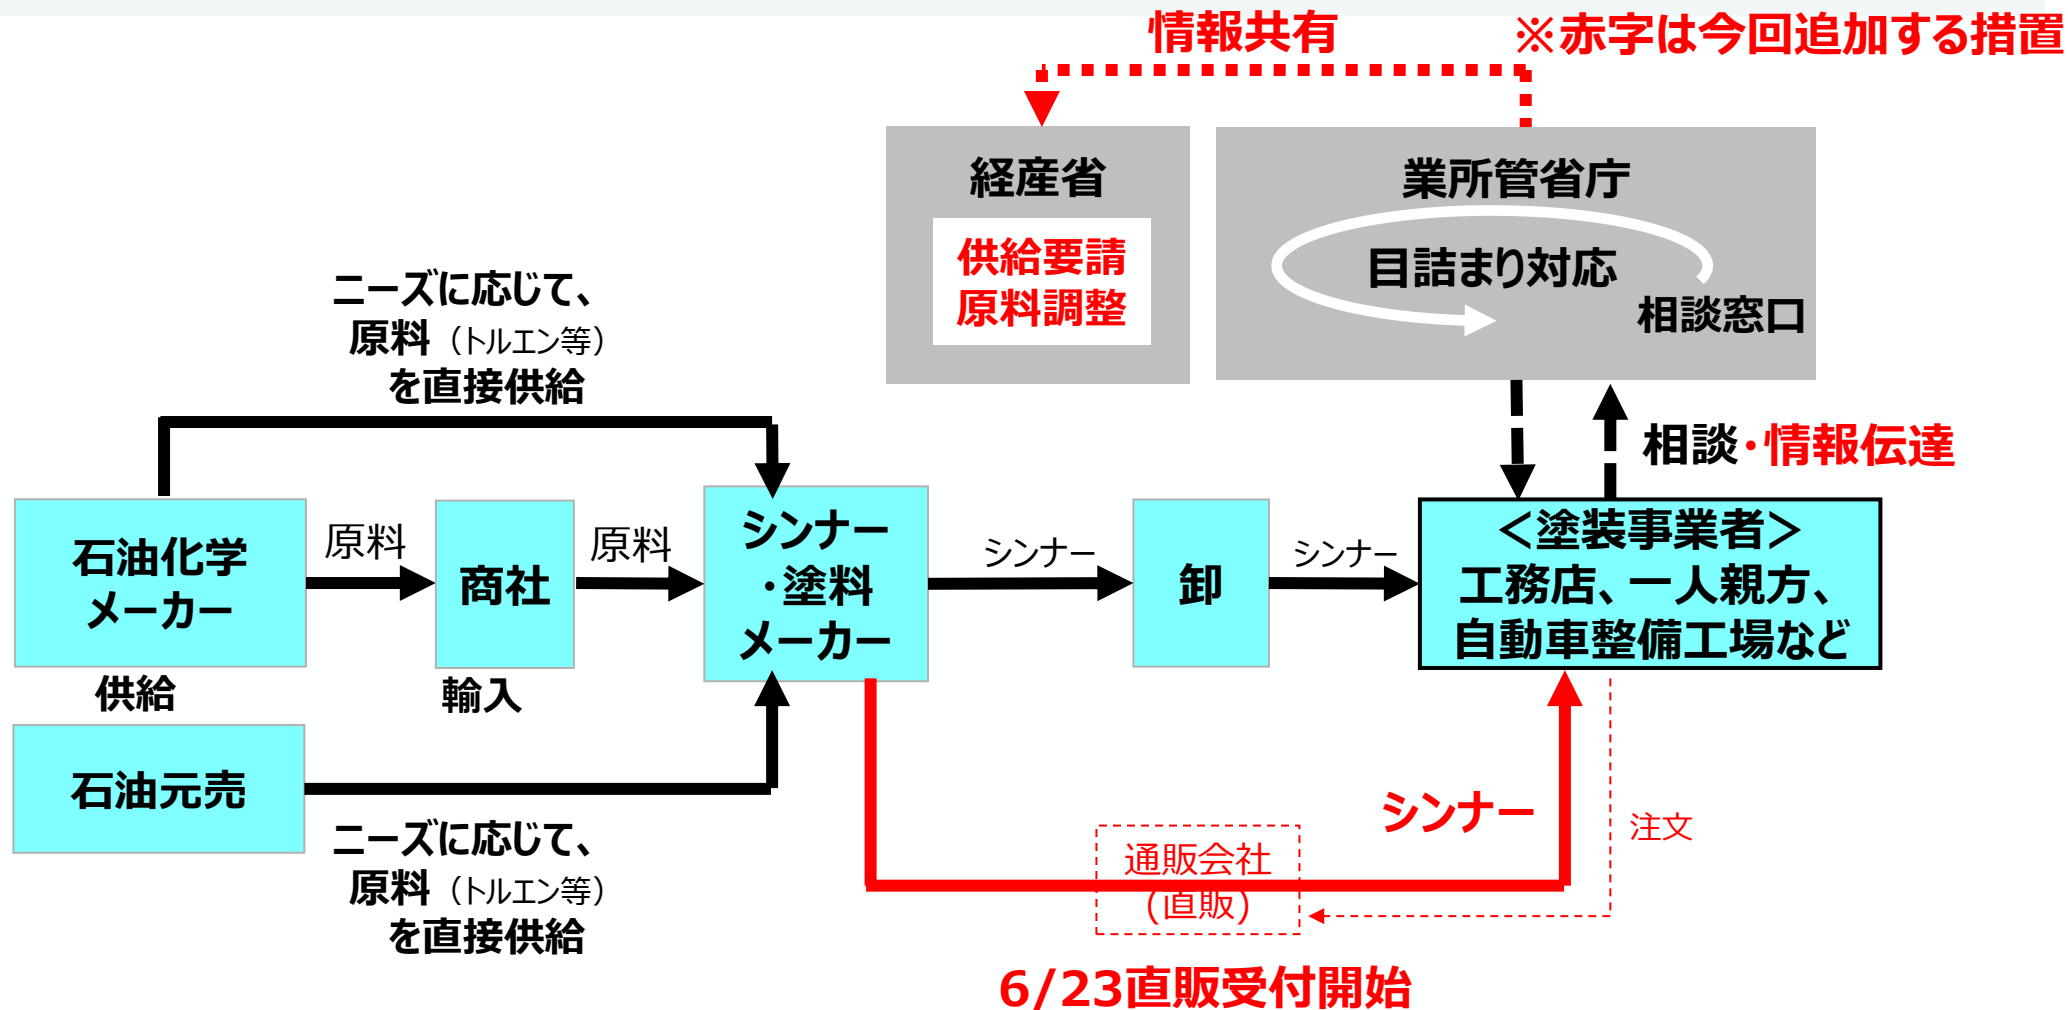 情報共有
※赤字は今回追加する措置
経産省
供給要請
原料調整
業所管省庁
目詰まり対応
相談窓口
ニーズに応じて、
原料（トルエン等）
を直接供給
相談・情報伝達
石油化学
メーカー
原料
商社
原料
シンナー
・塗料
メーカー
シンナー
卸
シンナー
＜塗装事業者＞
工務店、一人親方、
自動車整備工場など
供給
輸入
石油元売
ニーズに応じて、
原料（トルエン等）
を直接供給
シンナー
注文
通販会社
(直販)
6/23直販受付開始